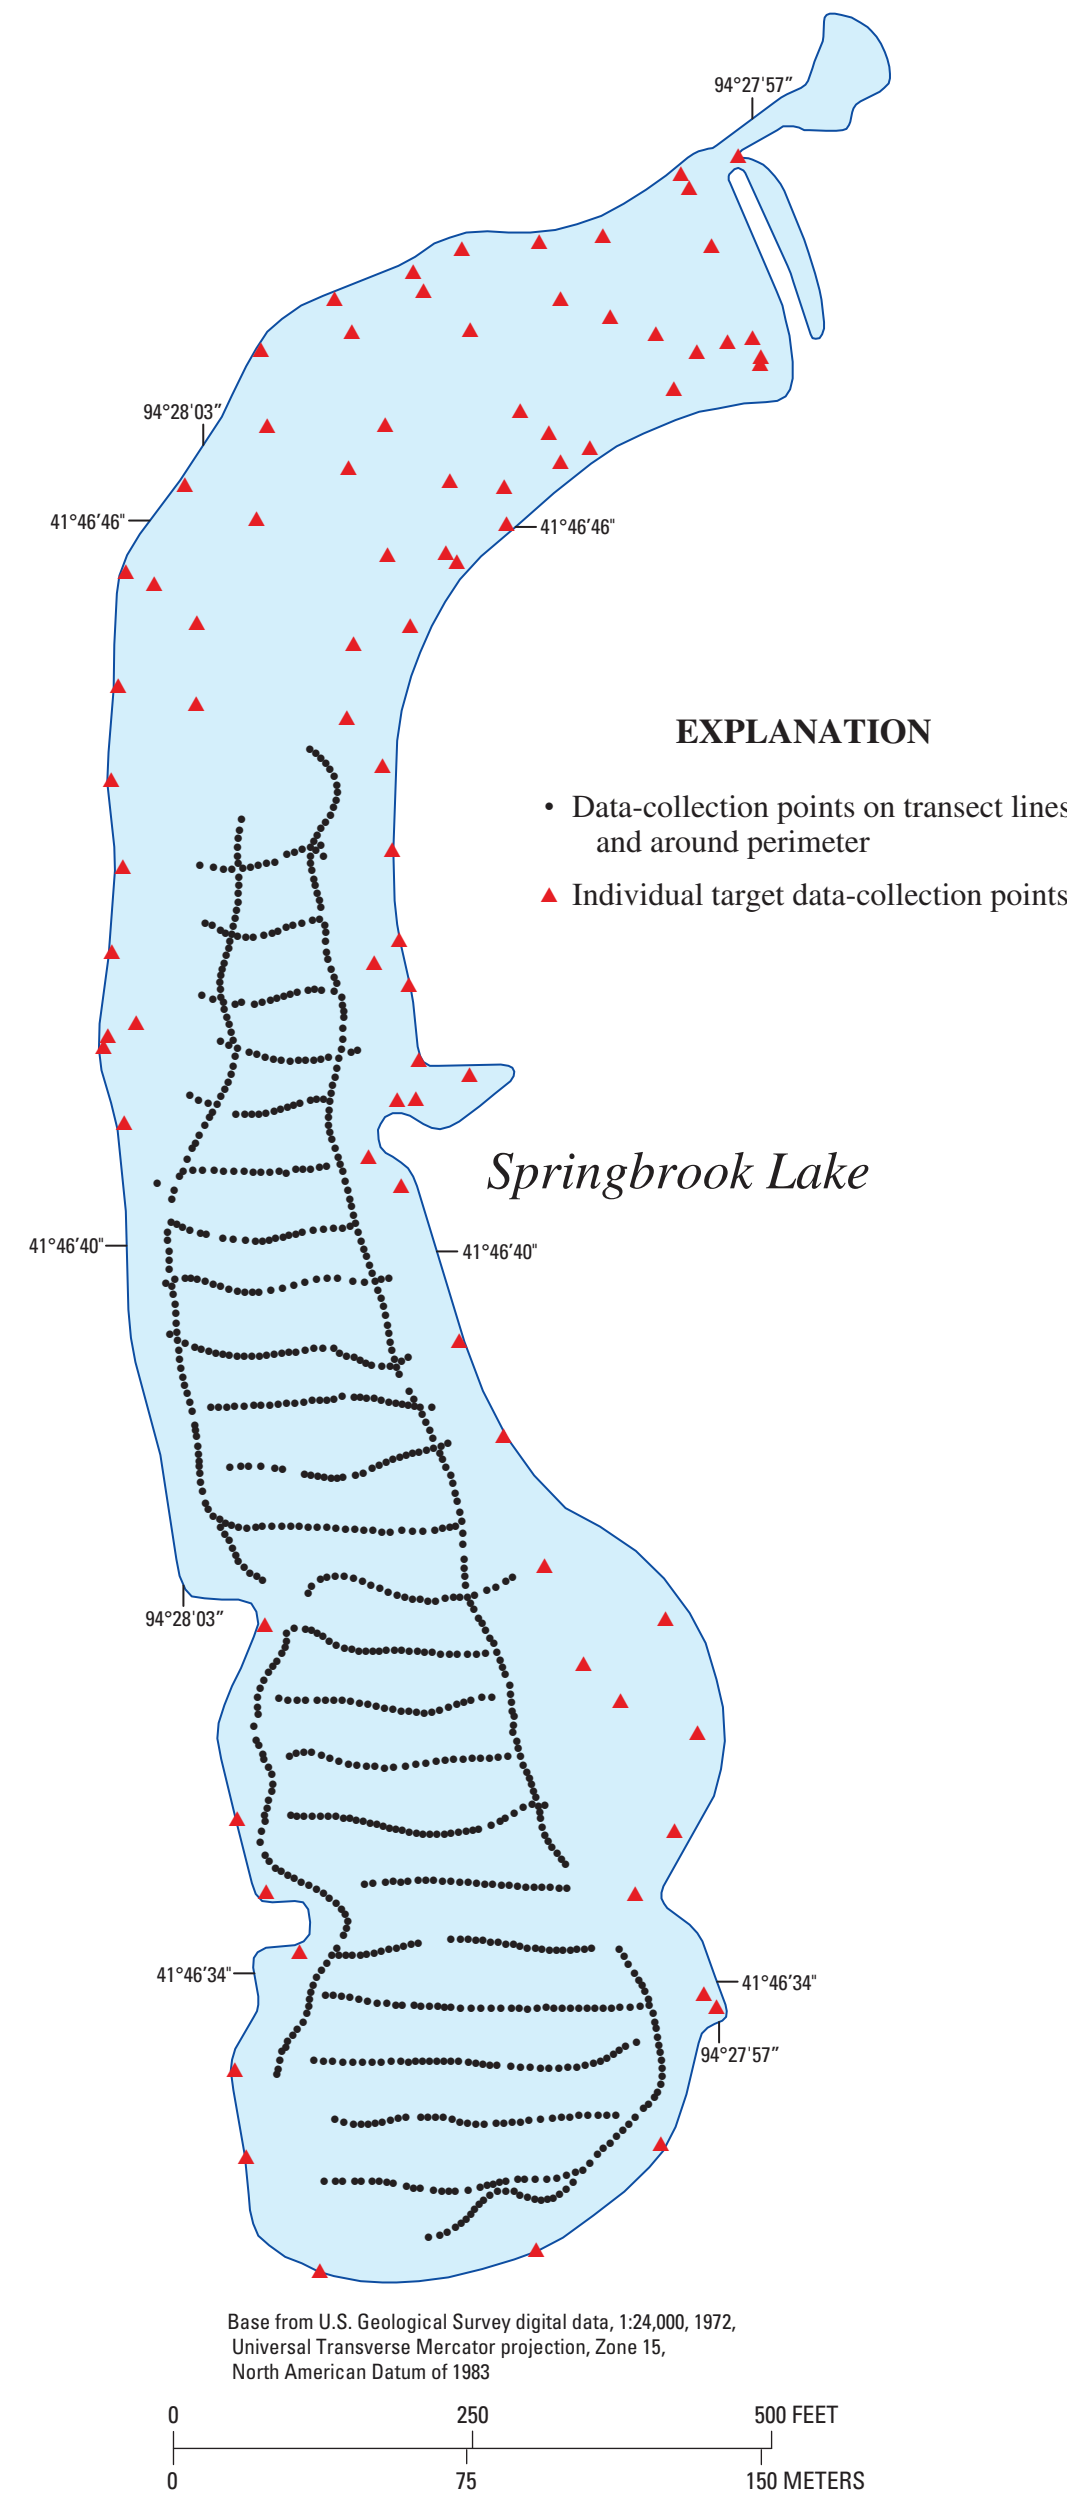 94°27'57”
94°28'03”
41°46’46"
41°46’46"
EXPLANATION
Data-collection points on transect lines
and around perimeter
Individual target data-collection points
Springbrook Lake
41°46’40"
41°46’40"
94°28'03”
41°46’34"
41°46’34"
94°27'57”
Base from U.S. Geological Survey digital data, 1:24,000, 1972,
Universal Transverse Mercator projection, Zone 15,
North American Datum of 1983
0 250 500 FEET
0 75 150 METERS